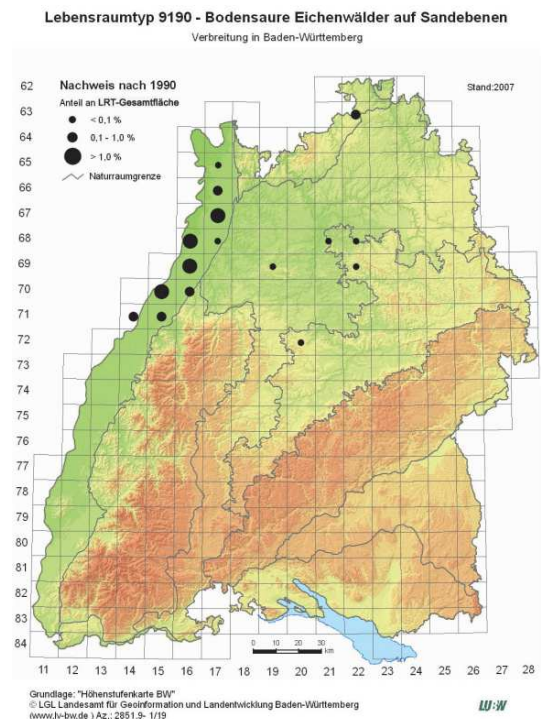 Lebensraumtyp 9190 - Bodensaure Eichenwälder auf Sandebenen
Verbreitung in Baden-Württemberg
Nachweis nach 1990
Anteil an LRT-Gesamtfläche
< 0,1 %
0,1 - 1,0 %
> 1.0 %
Naturraumgrenze
Stand:2007
62
63
64
65
66
67
68
69
70
71
72
73
74
75
76
77
78
79
80
81
82
83
84
0 10 20 30
km
11 12 13 14 15 16 17 18 19 20 21 22 23 24 25 26 27 28
Grundlage: "Höhenstufenkarte BW"
© LGL Landesamt für Geoinformation und Landentwicklung Baden-Württemberg
(www.lv-bw.de ) Az.: 2851.9- 1/19
LU:W